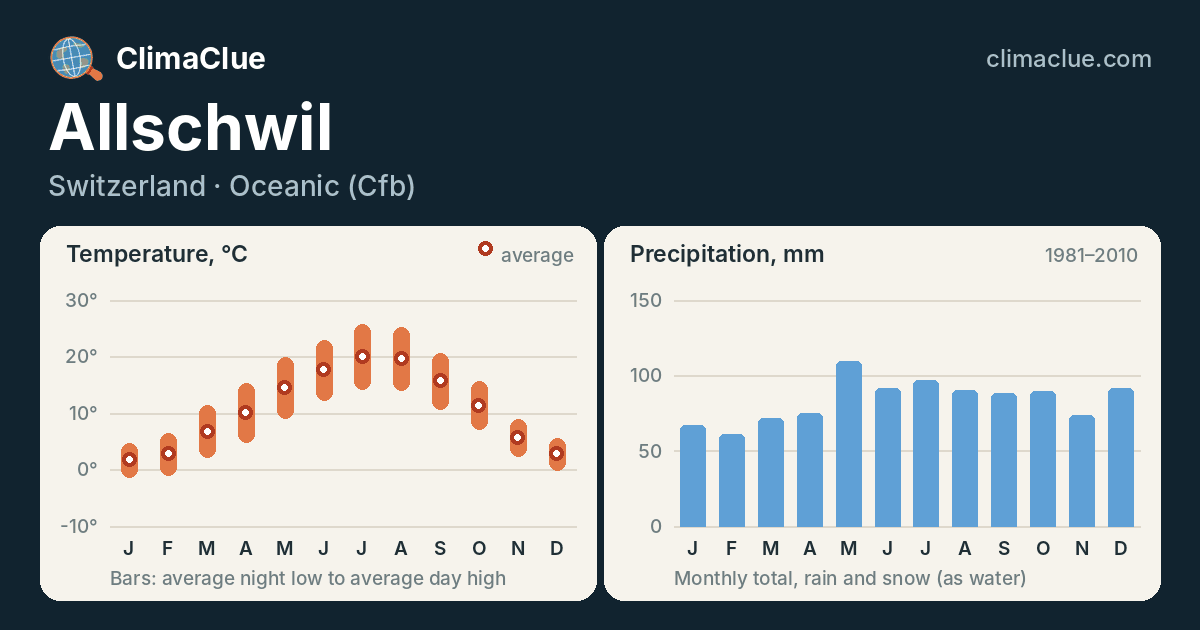 ClimaClue
climaclue.com
Allschwil
Switzerland · Oceanic (Cfb)
Temperature, °C
average
30°
20°
10°
0°
-10°
J F M A M J J A S O N D
Bars: average night low to average day high
Precipitation, mm
1981–2010
150
100
50
0
J F M A M J J A S O N D
Monthly total, rain and snow (as water)